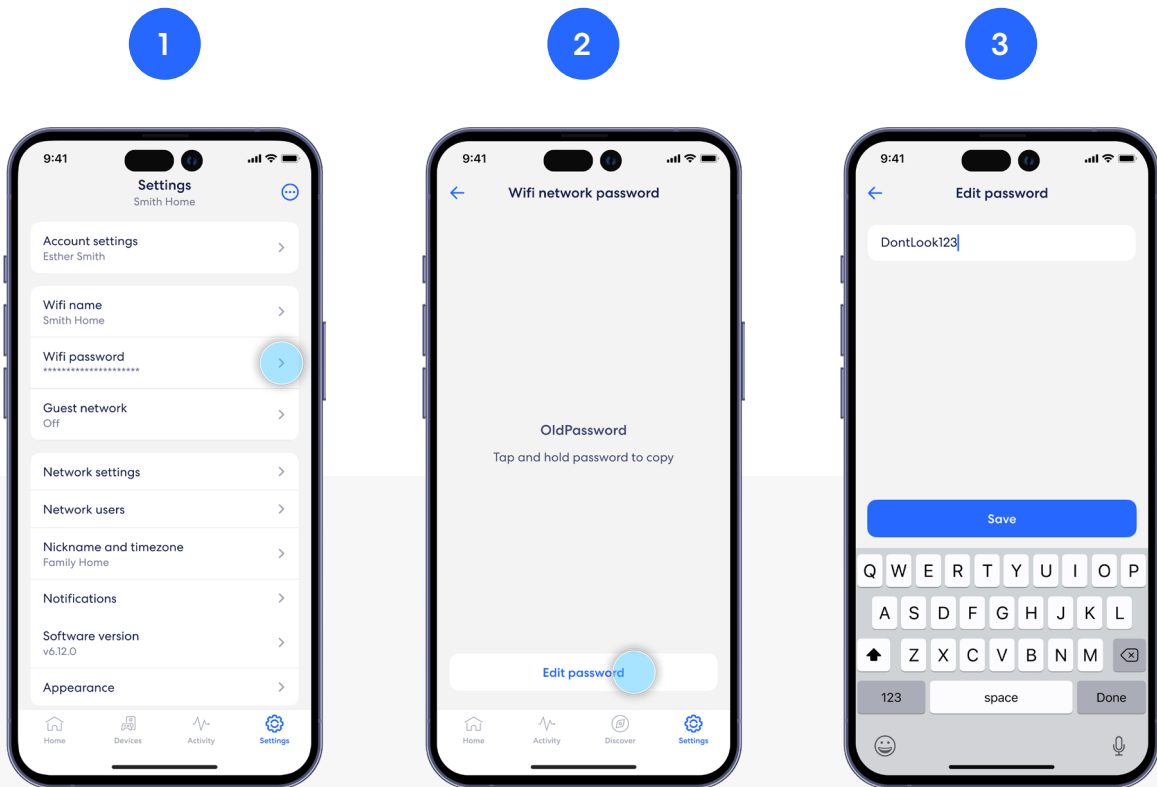 1
2
3
9:41
Settings
Smith Home
Account settings
Esther Smith
Wifi name
Smith Home
Wifi password
*********************
Guest network
Off
Network settings
Network users
Nickname and timezone
Family Home
Notifications
Software version
v6.12.0
Appearance
Home Devices Activity Settings
9:41
Wifi network password
OldPassword
Tap and hold password to copy
Edit password
Home Activity Discover Settings
9:41
Edit password
DontLook123
Save
Q W E R T Y U I O P
A S D F G H J K L
Z X C V B N M
123 space Done